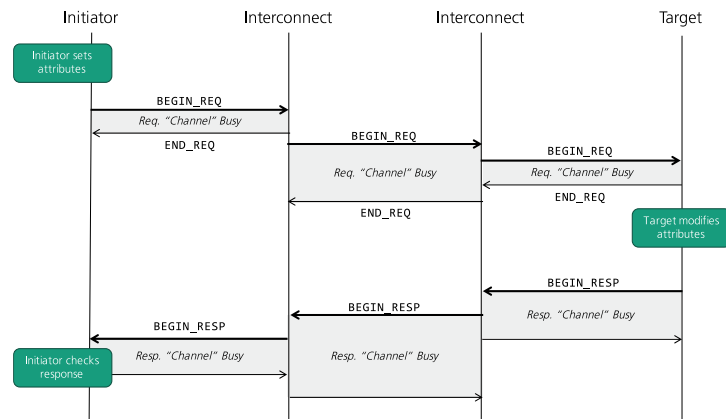 Initiator
Interconnect
Interconnect
Target
Initiator sets
attributes
BEGIN_REQ
Req. “Channel” Busy
END_REQ
BEGIN_REQ
Req. “Channel” Busy
END_REQ
BEGIN_REQ
Req. “Channel” Busy
END_REQ
Target modifies
attributes
BEGIN_RESP
Resp. “Channel” Busy
BEGIN_RESP
Resp. “Channel” Busy
BEGIN_RESP
Resp. “Channel” Busy
Initiator checks
response